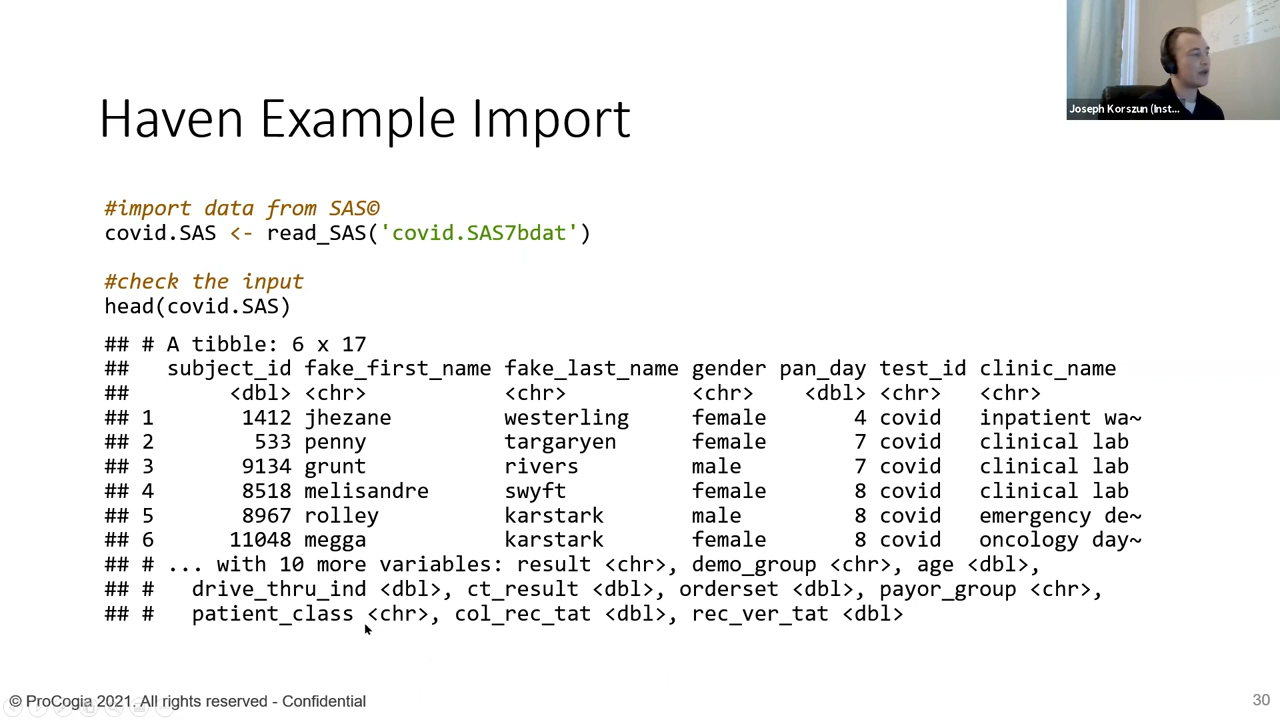 Joseph Korszun (Inst...
Haven Example Import
#import data from SAS©
covid.SAS <- read_SAS('covid.SAS7bdat')
#check the input
head(covid.SAS)
## # A tibble: 6 x 17
##   subject_id fake_first_name fake_last_name gender pan_day test_id clinic_name
##        <dbl> <chr>           <chr>          <chr>    <dbl> <chr>   <chr>
## 1       1412 jhezane         westerling     female       4 covid   inpatient wa~
## 2        533 penny           targaryen      female       7 covid   clinical lab
## 3       9134 grunt           rivers         male         7 covid   clinical lab
## 4       8518 melisandre      swyft          female       8 covid   clinical lab
## 5       8967 rolley          karstark       male         8 covid   emergency de~
## 6      11048 megga           karstark       female       8 covid   oncology day~
## # ... with 10 more variables: result <chr>, demo_group <chr>, age <dbl>,
## #   drive_thru_ind <dbl>, ct_result <dbl>, orderset <dbl>, payor_group <chr>,
## #   patient_class <chr>, col_rec_tat <dbl>, rec_ver_tat <dbl>
© ProCogia 2021. All rights reserved - Confidential
30